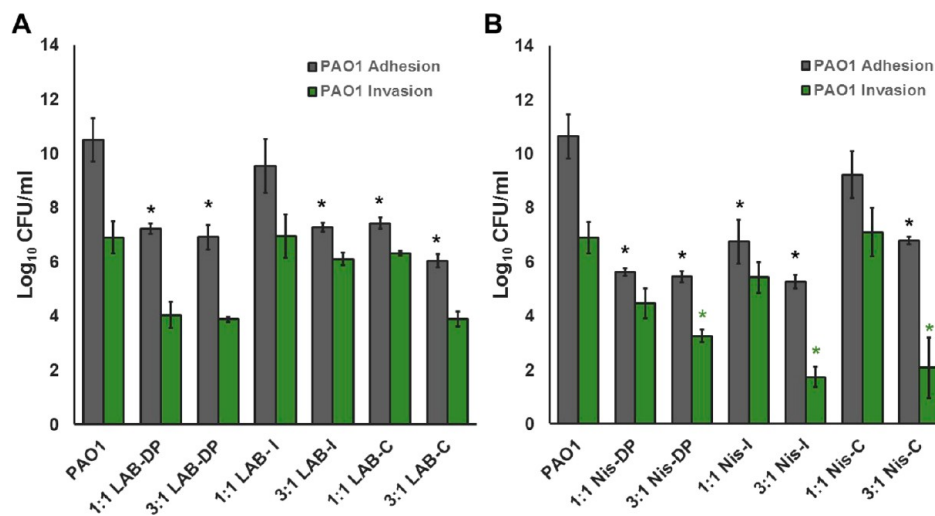 A
B
14
12
10
8
6
4
2
0
Log10 CFU/ml
PAO1 Adhesion
PAO1 Invasion
*
*
*
*
*
PAO1
1:1 LAB-DP
3:1 LAB-DP
1:1 LAB- I
3:1 LAB-I
1:1 LAB-C
3:1 LAB-C
14
12
10
8
6
4
2
0
Log10 CFU/ml
PAO1 Adhesion
PAO1 Invasion
*
*
*
*
*
*
*
*
PAO1
1:1 Nis-DP
3:1 Nis-DP
1:1 Nis-I
3:1 Nis-I
1:1 Nis-C
3:1 Nis-C